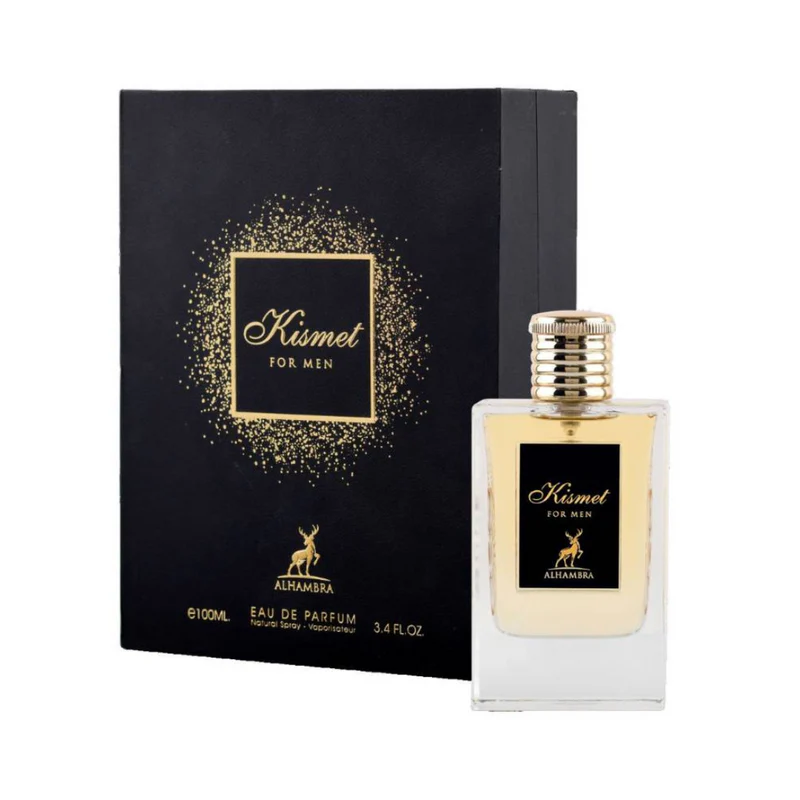 Kismet
FOR MEN
ALHAMBRA
e100ML. EAU DE PARFUM 3.4 FL.OZ.
Natural Spray - Vaporisateur
Kismet
FOR MEN
ALHAMBRA